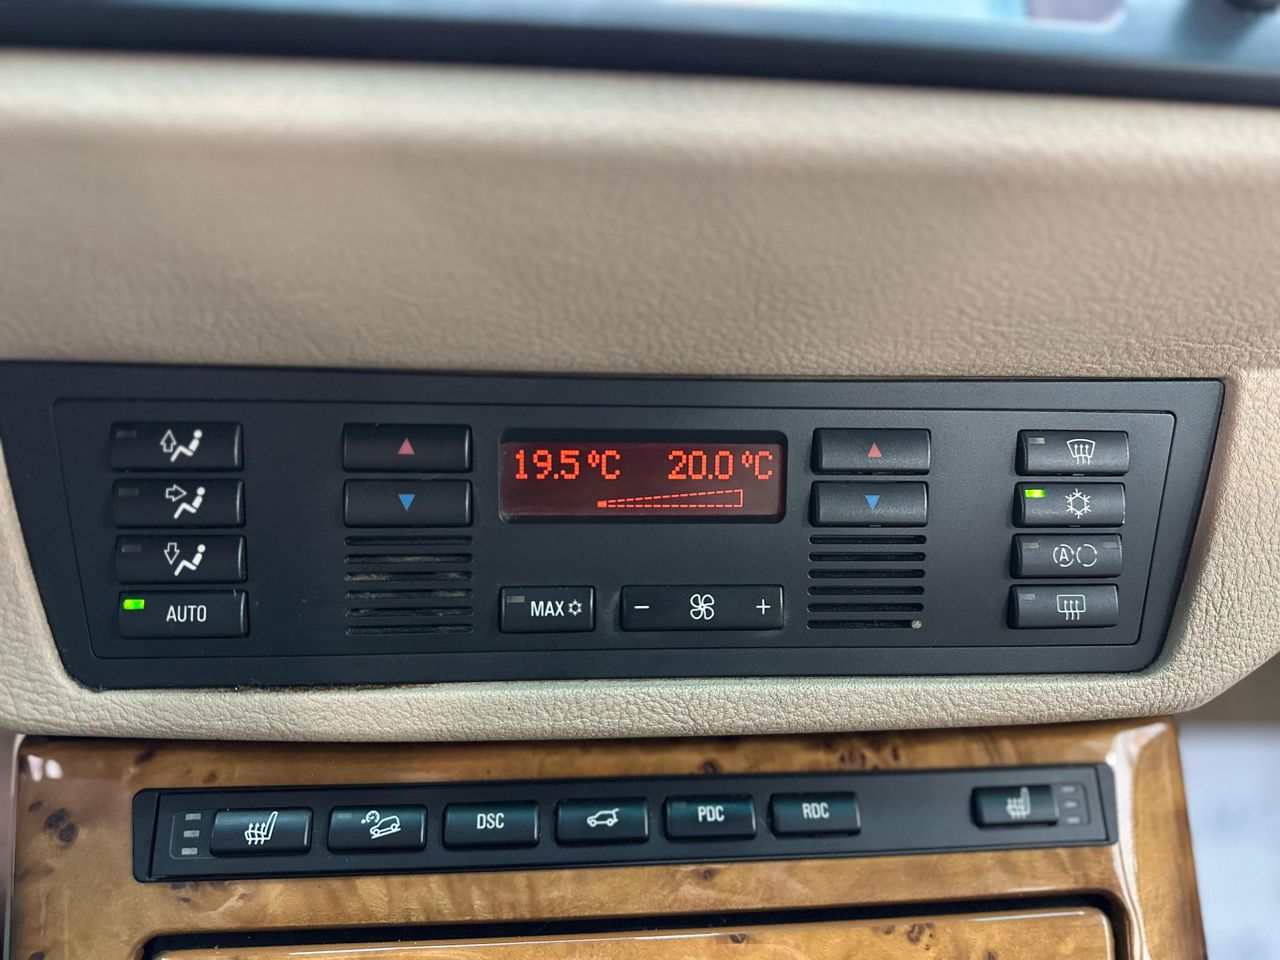 19.5°C 20.0°C
AUTO
MAX
− +
A
DSC
PDC
RDC